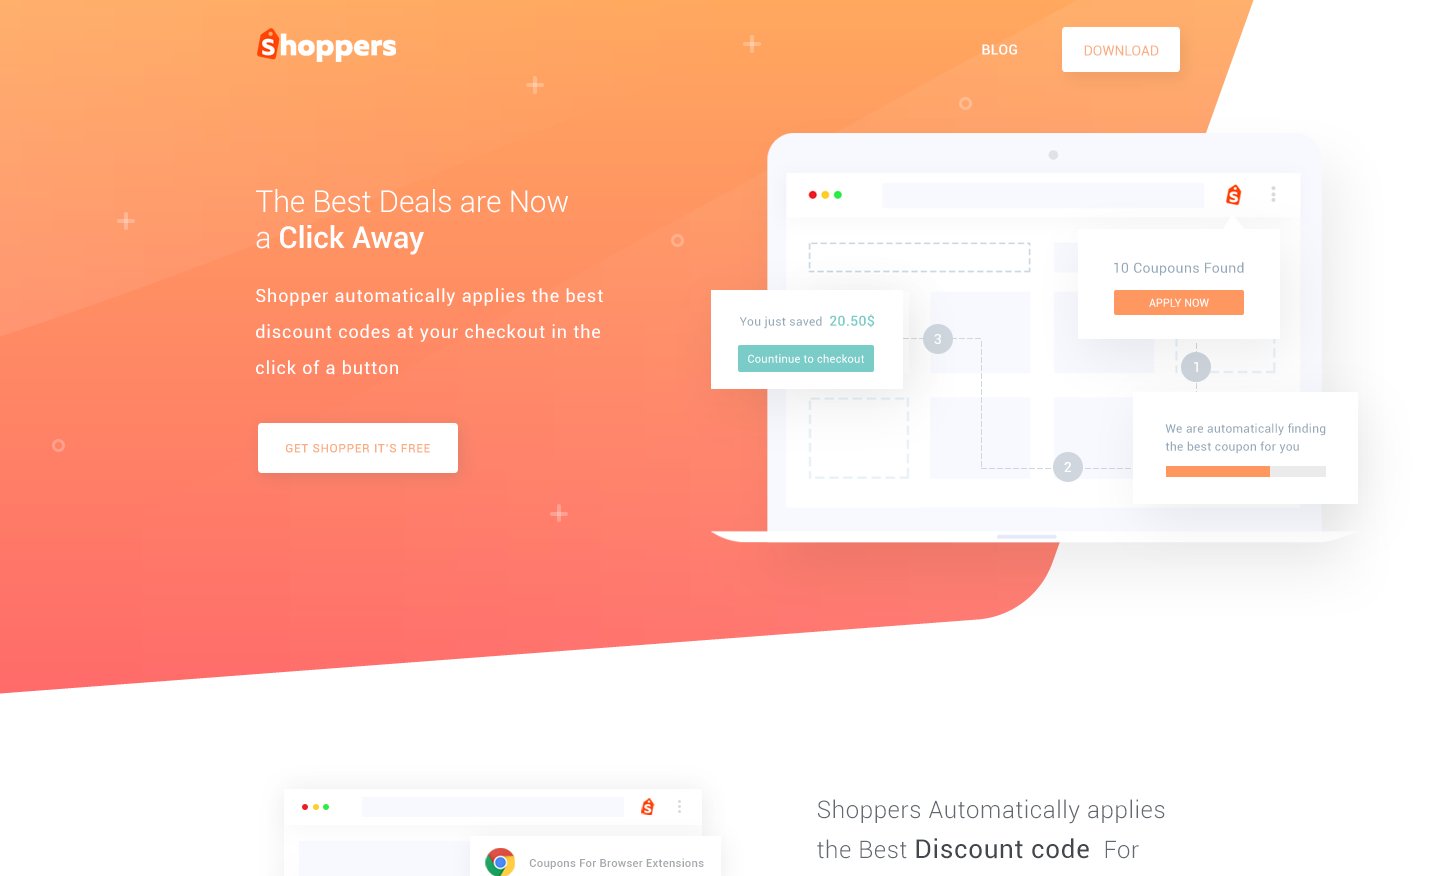 Shoppers
BLOG
DOWNLOAD
The Best Deals are Now
a Click Away
Shopper automatically applies the best
discount codes at your checkout in the
click of a button
GET SHOPPER IT'S FREE
10 Coupouns Found
APPLY NOW
You just saved 20.50$
Countinue to checkout
3
1
We are automatically finding
the best coupon for you
2
Coupons For Browser Extensions
Shoppers Automatically applies
the Best Discount code For